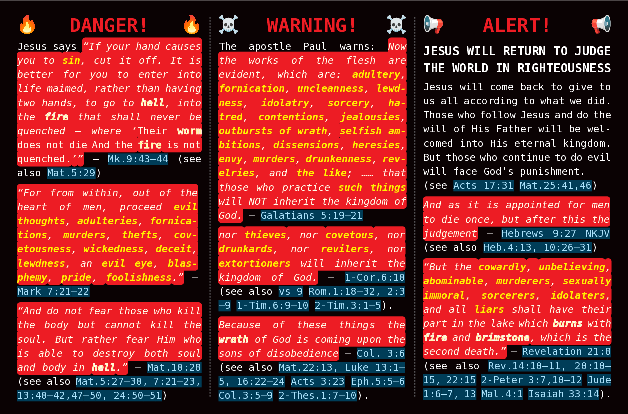 DANGER!
Jesus says “If your hand causes
you to sin, cut it off. It is
better for you to enter into
life maimed, rather than having
two hands, to go to hell, into
the fire that shall never be
quenched — where ‘Their worm
does not die And the fire is not
quenched.’” — Mk.9:43–44 (see
also Mat.5:29)
“For from within, out of the
heart of men, proceed evil
thoughts, adulteries, fornica-
tions, murders, thefts, cov-
etousness, wickedness, deceit,
lewdness, an evil eye, blas-
phemy, pride, foolishness.” —
Mark 7:21–22
“And do not fear those who kill
the body but cannot kill the
soul. But rather fear Him who
is able to destroy both soul
and body in hell.” — Mat.10:28
(see also Mat.5:27–30, 7:21–23,
13:40–42,47–50, 24:50–51)
WARNING!
The apostle Paul warns: Now
the works of the flesh are
evident, which are: adultery,
fornication, uncleanness, lewd-
ness, idolatry, sorcery, ha-
tred, contentions, jealousies,
outbursts of wrath, selfish am-
bitions, dissensions, heresies,
envy, murders, drunkenness, rev-
elries, and the like; …… that
those who practice such things
will NOT inherit the kingdom of
God. — Galatians 5:19–21
nor thieves, nor covetous, nor
drunkards, nor revilers, nor
extortioners will inherit the
kingdom of God. — 1-Cor.6:10
(see also vs 9 Rom.1:18–32, 2:3
–9 1-Tim.6:9–10 2-Tim.3:1–5).
Because of these things the
wrath of God is coming upon the
sons of disobedience — Col. 3:6
(see also Mat.22:13, Luke 13:1–
5, 16:22–24 Acts 3:23 Eph.5:5–6
Col.3:5–9 2-Thes.1:7–10).
ALERT!
JESUS WILL RETURN TO JUDGE
THE WORLD IN RIGHTEOUSNESS
Jesus will come back to give to
us all according to what we did.
Those who follow Jesus and do the
will of His Father will be wel-
comed into His eternal kingdom.
But those who continue to do evil
will face God's punishment.
(see Acts 17:31 Mat.25:41,46)
And as it is appointed for men
to die once, but after this the
judgement — Hebrews 9:27 NKJV
(see also Heb.4:13, 10:26–31)
“But the cowardly, unbelieving,
abominable, murderers, sexually
immoral, sorcerers, idolaters,
and all liars shall have their
part in the lake which burns with
fire and brimstone, which is the
second death.” — Revelation 21:8
(see also Rev.14:10–11, 20:10–
15, 22:15 2-Peter 3:7,10–12 Jude
1:6–7, 13 Mal.4:1 Isaiah 33:14).